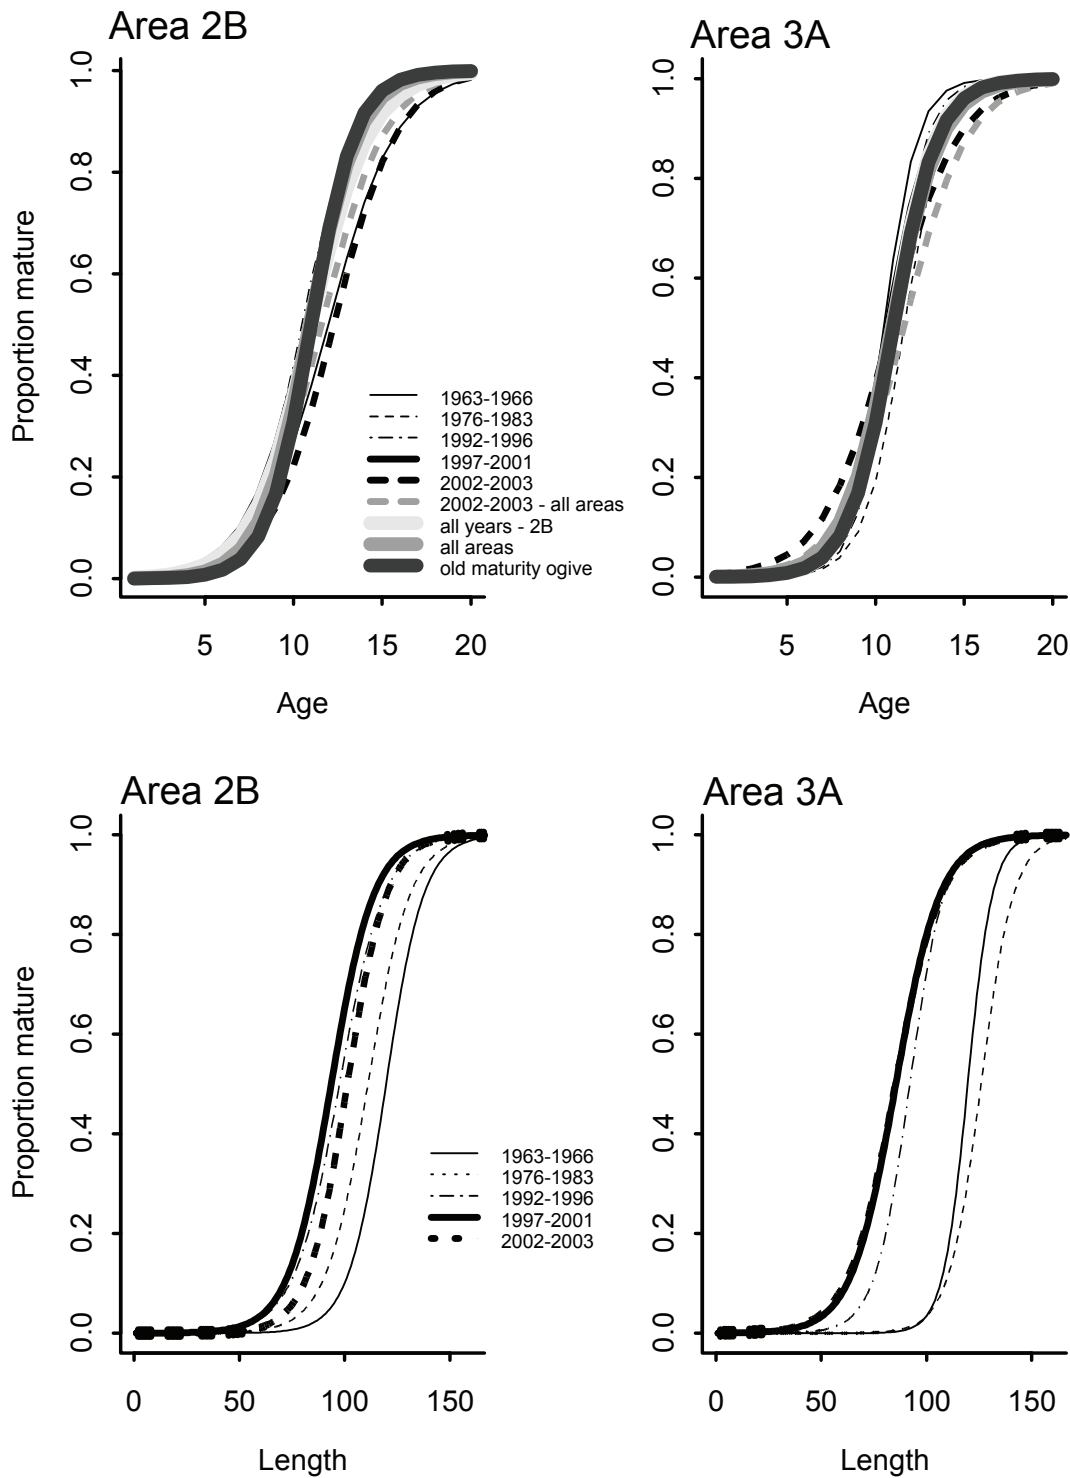 Area 2B
Area 3A
Proportion mature
1.0
0.8
0.6
0.4
0.2
0.0
1963-1966
1976-1983
1992-1996
1997-2001
2002-2003
2002-2003 - all areas
all years - 2B
all areas
old maturity ogive
5 10 15 20
Age
1.0
0.8
0.6
0.4
0.2
0.0
5 10 15 20
Age
Area 2B
Area 3A
Proportion mature
1.0
0.8
0.6
0.4
0.2
0.0
1963-1966
1976-1983
1992-1996
1997-2001
2002-2003
0 50 100 150
Length
1.0
0.8
0.6
0.4
0.2
0.0
0 50 100 150
Length